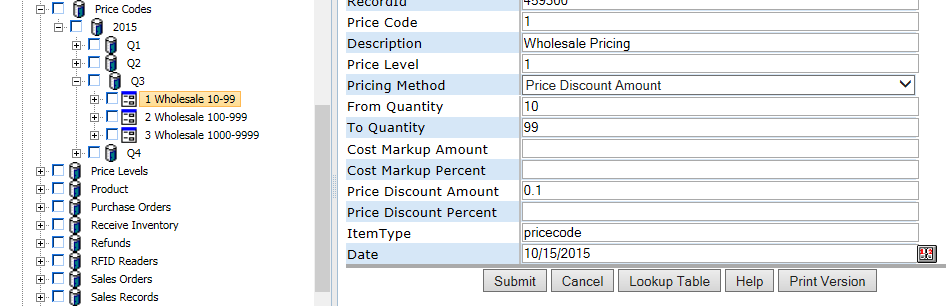 Price Codes
2015
Q1
Q2
Q3
1 Wholesale 10-99
2 Wholesale 100-999
3 Wholesale 1000-9999
Q4
Price Levels
Product
Purchase Orders
Receive Inventory
Refunds
RFID Readers
Sales Orders
Sales Records
RecordId 459300
Price Code 1
Description Wholesale Pricing
Price Level 1
Pricing Method Price Discount Amount
From Quantity 10
To Quantity 99
Cost Markup Amount
Cost Markup Percent
Price Discount Amount 0.1
Price Discount Percent
ItemType pricecode
Date 10/15/2015
Submit Cancel Lookup Table Help Print Version